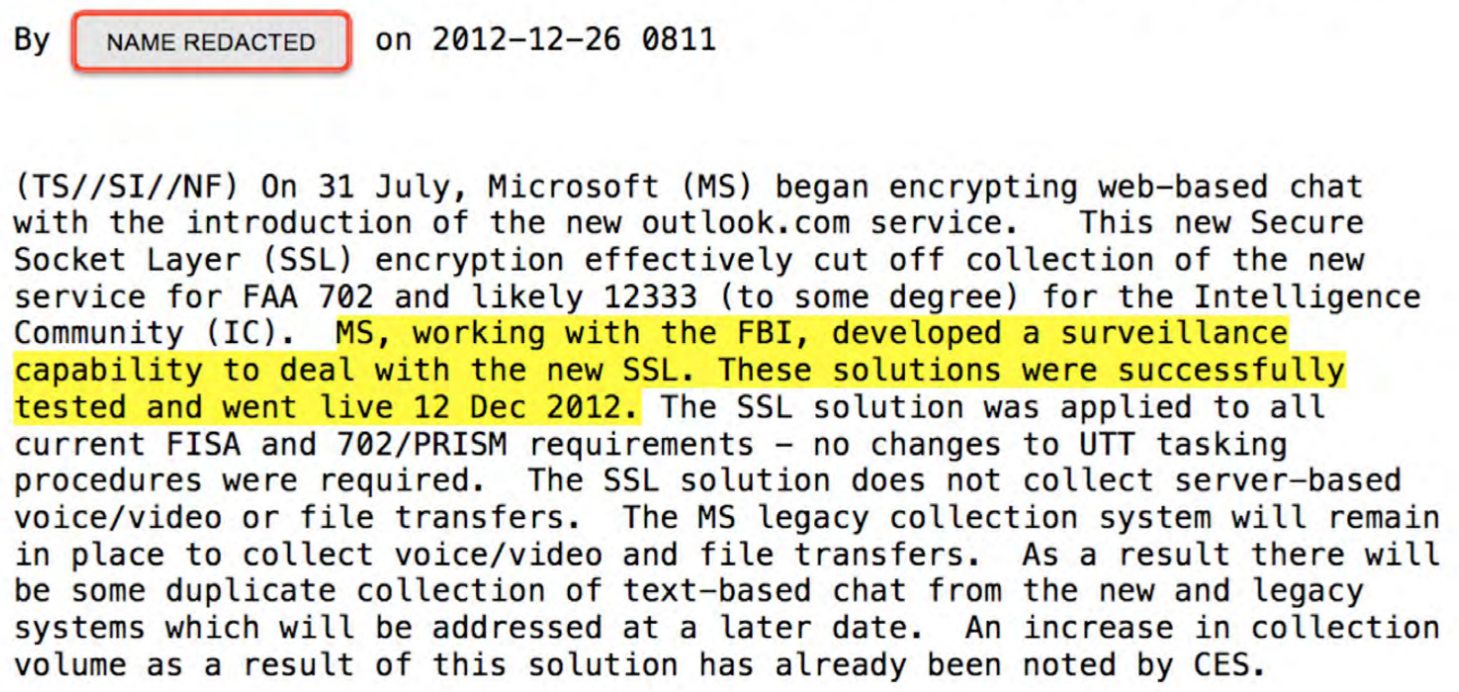 By NAME REDACTED on 2012-12-26 0811
(TS//SI//NF) On 31 July, Microsoft (MS) began encrypting web-based chat
with the introduction of the new outlook.com service. This new Secure
Socket Layer (SSL) encryption effectively cut off collection of the new
service for FAA 702 and likely 12333 (to some degree) for the Intelligence
Community (IC). MS, working with the FBI, developed a surveillance
capability to deal with the new SSL. These solutions were successfully
tested and went live 12 Dec 2012. The SSL solution was applied to all
current FISA and 702/PRISM requirements – no changes to UTT tasking
procedures were required. The SSL solution does not collect server-based
voice/video or file transfers. The MS legacy collection system will remain
in place to collect voice/video and file transfers. As a result there will
be some duplicate collection of text-based chat from the new and legacy
systems which will be addressed at a later date. An increase in collection
volume as a result of this solution has already been noted by CES.